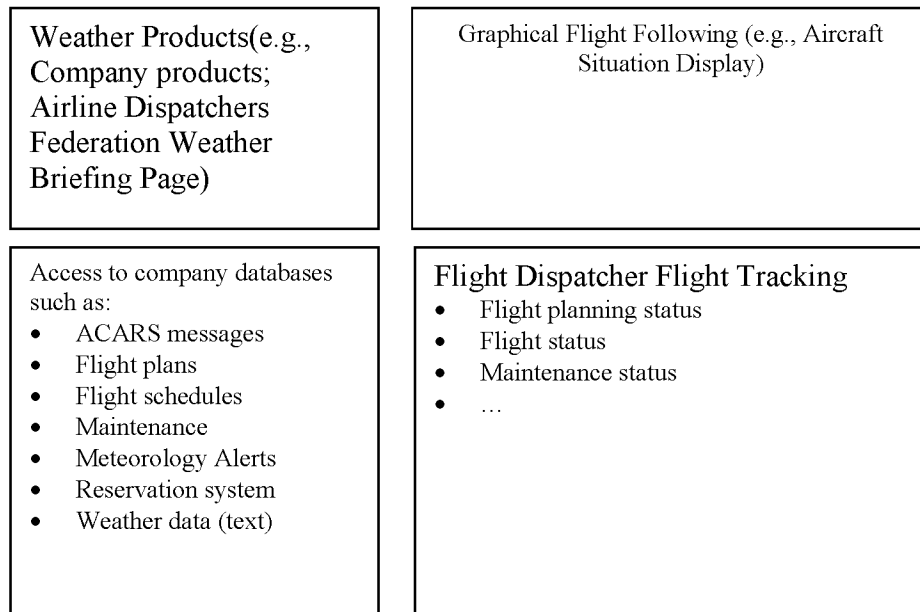 Weather Products(e.g.,
Company products;
Airline Dispatchers
Federation Weather
Briefing Page)
Graphical Flight Following (e.g., Aircraft
Situation Display)
Access to company databases
such as:
• ACARS messages
• Flight plans
• Flight schedules
• Maintenance
• Meteorology Alerts
• Reservation system
• Weather data (text)
Flight Dispatcher Flight Tracking
• Flight planning status
• Flight status
• Maintenance status
• …